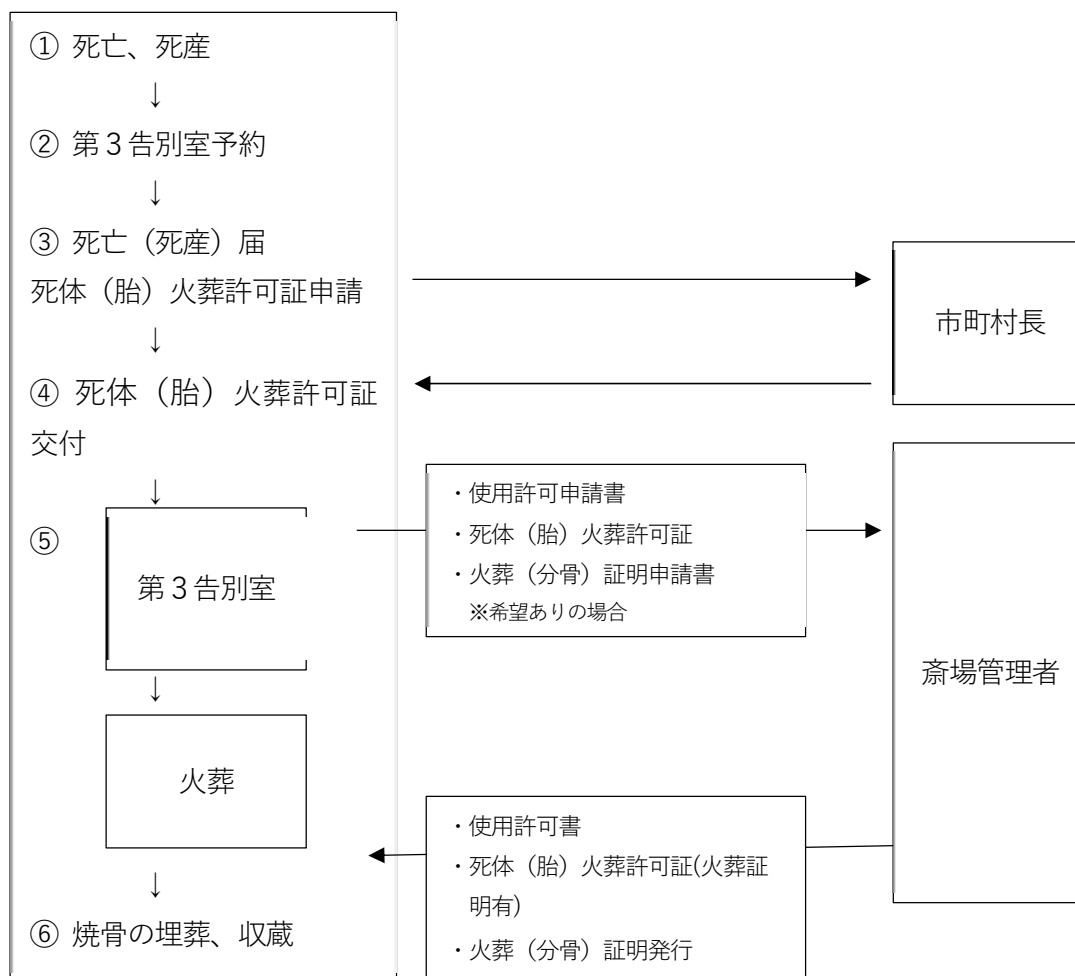 ① 死亡、死産
↓
② 第３告別室予約
↓
③ 死亡（死産）届
死体（胎）火葬許可証申請
↓
④ 死体（胎）火葬許可証
交付
↓
⑤
第３告別室
↓
火葬
↓
⑥ 焼骨の埋葬、収蔵
市町村長
・使用許可申請書
・死体（胎）火葬許可証
・火葬（分骨）証明申請書
※希望ありの場合
斎場管理者
・使用許可書
・死体（胎）火葬許可証(火葬証
明有)
・火葬（分骨）証明発行